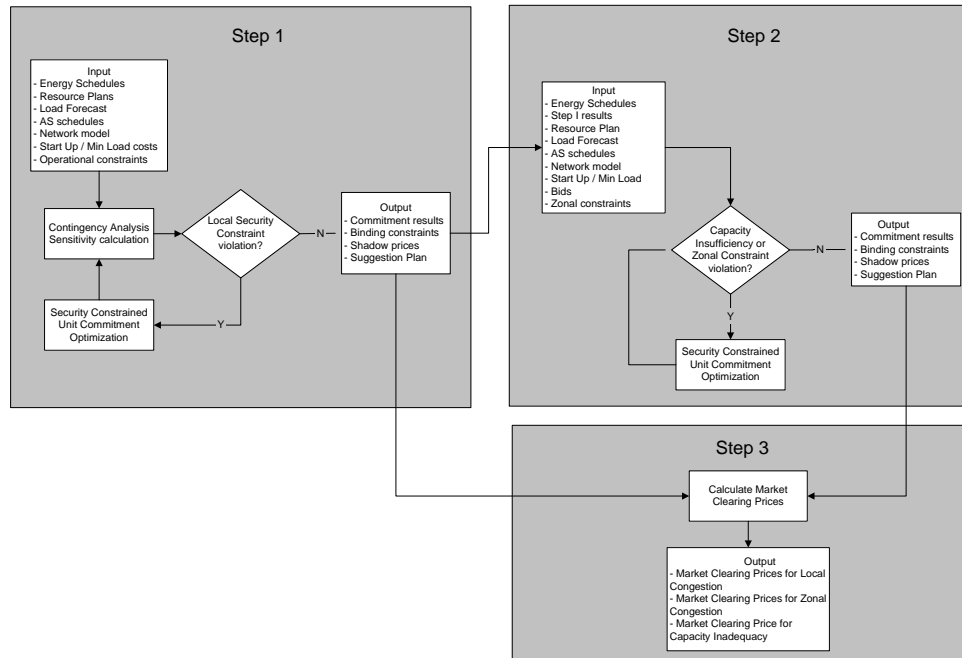 Step 1
Input
- Energy Schedules
- Resource Plans
- Load Forecast
- AS schedules
- Network model
- Start Up / Min Load costs
- Operational constraints
Contingency Analysis
Sensitivity calculation
Local Security
Constraint
violation?
N
Y
Security Constrained
Unit Commitment
Optimization
Output
- Commitment results
- Binding constraints
- Shadow prices
- Suggestion Plan
Step 2
Input
- Energy Schedules
- Step I results
- Resource Plan
- Load Forecast
- AS schedules
- Network model
- Start Up / Min Load
- Bids
- Zonal constraints
Capacity
Insufficiency or
Zonal Constraint
violation?
N
Y
Security Constrained
Unit Commitment
Optimization
Output
- Commitment results
- Binding constraints
- Shadow prices
- Suggestion Plan
Step 3
Calculate Market
Clearing Prices
Output
- Market Clearing Prices for Local
Congestion
- Market Clearing Prices for Zonal
Congestion
- Market Clearing Price for
Capacity Inadequacy